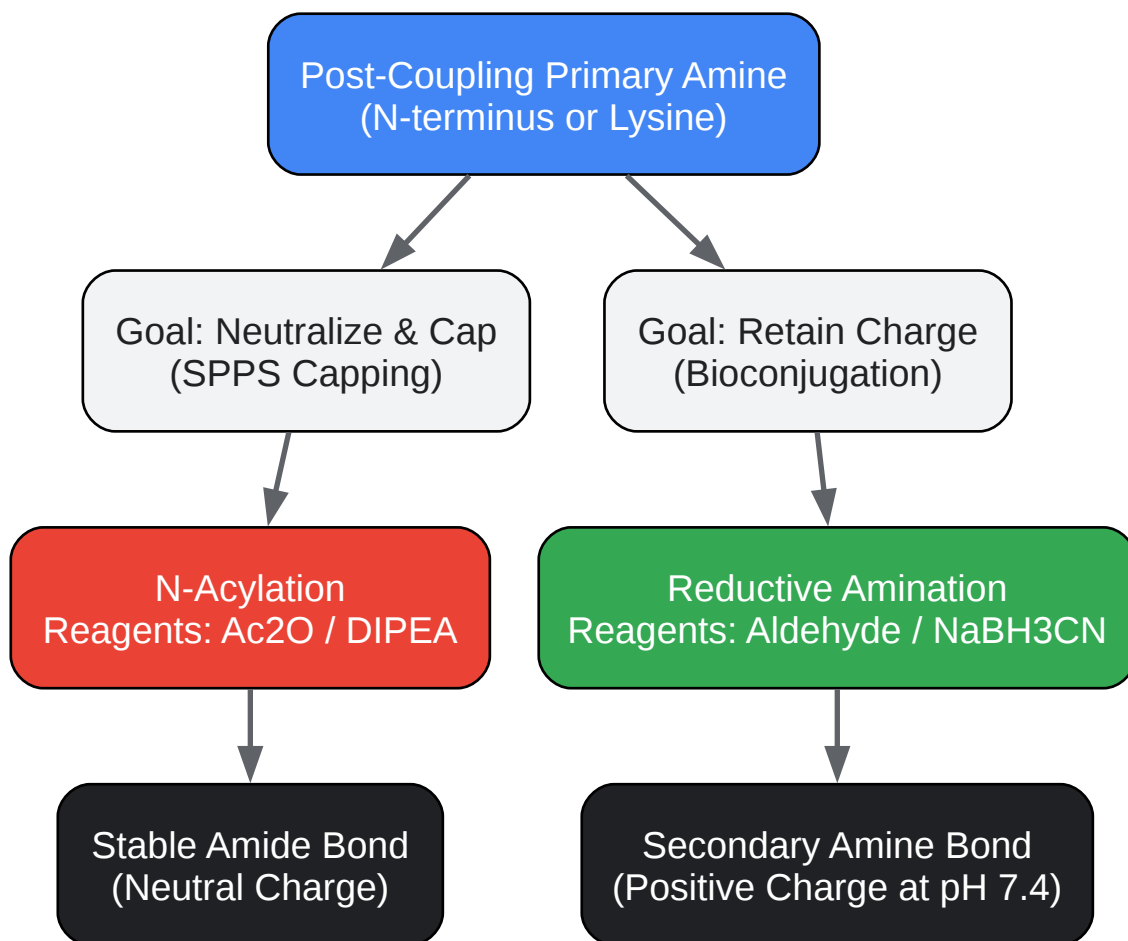 Post-Coupling Primary Amine
(N-terminus or Lysine)
Goal: Neutralize & Cap
(SPPS Capping)
Goal: Retain Charge
(Bioconjugation)
N-Acylation
Reagents: Ac2O / DIPEA
Reductive Amination
Reagents: Aldehyde / NaBH3CN
Stable Amide Bond
(Neutral Charge)
Secondary Amine Bond
(Positive Charge at pH 7.4)